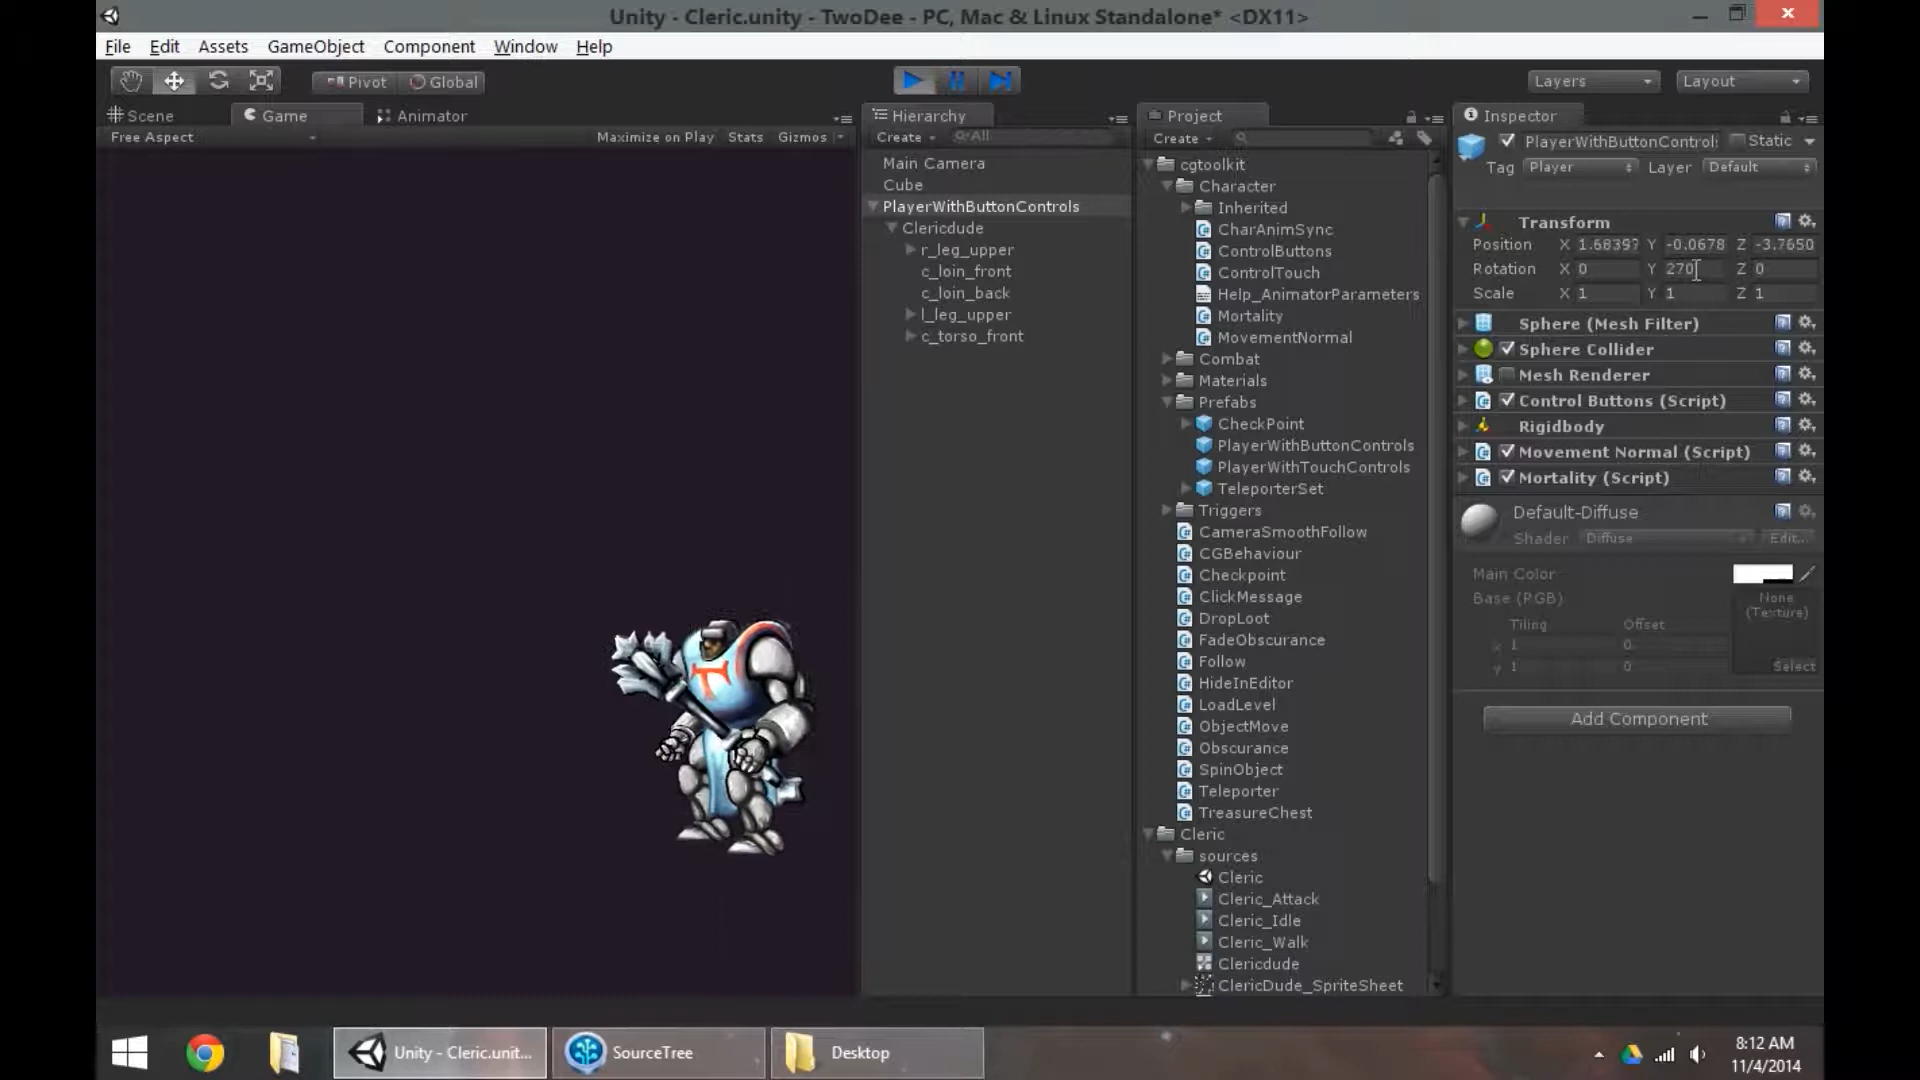 Unity - Cleric.unity - TwoDee - PC, Mac & Linux Standalone* <DX11>
File Edit Assets GameObject Component Window Help
Pivot Global Layers Layout
Scene Game Animator
Free Aspect Maximize on Play Stats Gizmos
Hierarchy
Create All
Main Camera
Cube
PlayerWithButtonControls
Clericdude
r_leg_upper
c_loin_front
c_loin_back
l_leg_upper
c_torso_front
Project
Create
cgtoolkit
Character
Inherited
CharAnimSync
ControlButtons
ControlTouch
Help_AnimatorParameters
Mortality
MovementNormal
Combat
Materials
Prefabs
CheckPoint
PlayerWithButtonControls
PlayerWithTouchControls
TeleporterSet
Triggers
CameraSmoothFollow
CGBehaviour
Checkpoint
ClickMessage
DropLoot
FadeObscurance
Follow
HideInEditor
LoadLevel
ObjectMove
Obscurance
SpinObject
Teleporter
TreasureChest
Cleric
sources
Cleric
Cleric_Attack
Cleric_Idle
Cleric_Walk
Clericdude
ClericDude_SpriteSheet
Inspector
PlayerWithButtonControl Static
Tag Player Layer Default
Transform
Position X 1.68397 Y -0.0678 Z -3.7650
Rotation X 0 Y 270 Z 0
Scale X 1 Y 1 Z 1
Sphere (Mesh Filter)
Sphere Collider
Mesh Renderer
Control Buttons (Script)
Rigidbody
Movement Normal (Script)
Mortality (Script)
Default-Diffuse
Shader Diffuse Edit...
Main Color
Base (RGB) None
(Texture)
Tiling Offset
x 1 0
y 1 0 Select
Add Component
Unity - Cleric.unit... SourceTree Desktop
8:12 AM
11/4/2014